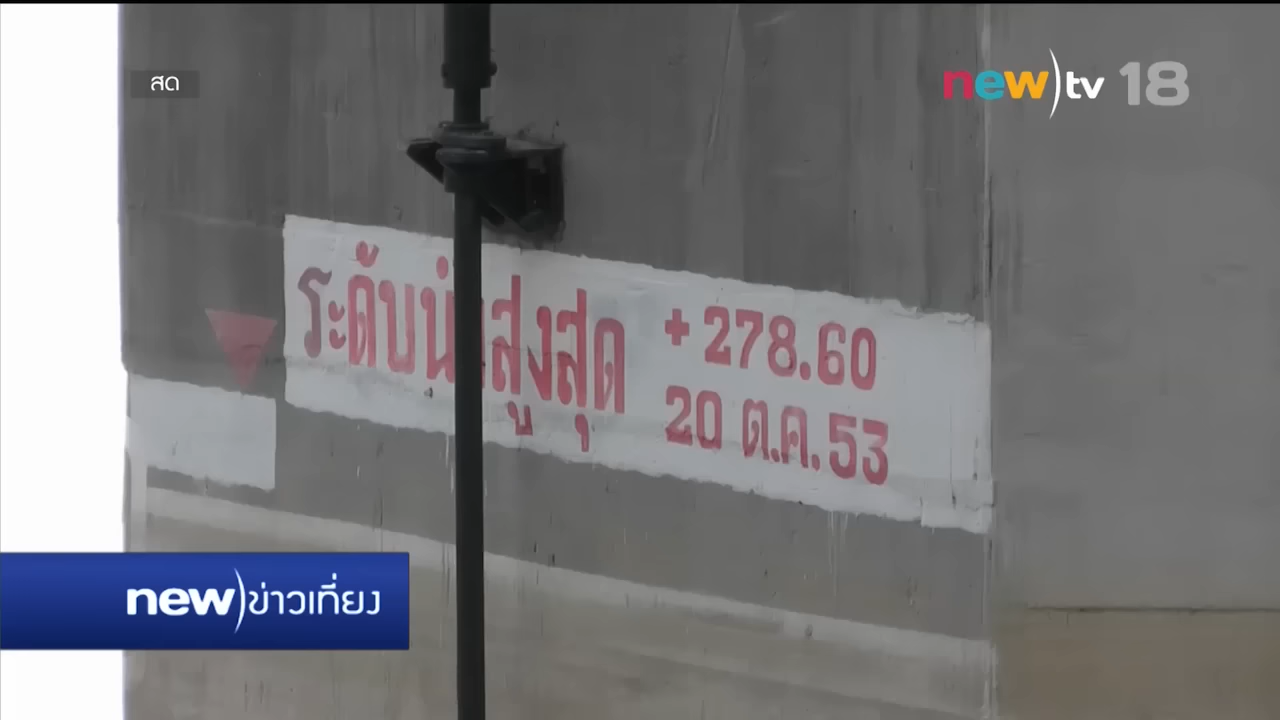 สด
new)tv 18
ระดับน้ำสูงสุด +278.60
20 ต.ค.53
new)ข่าวเที่ยง